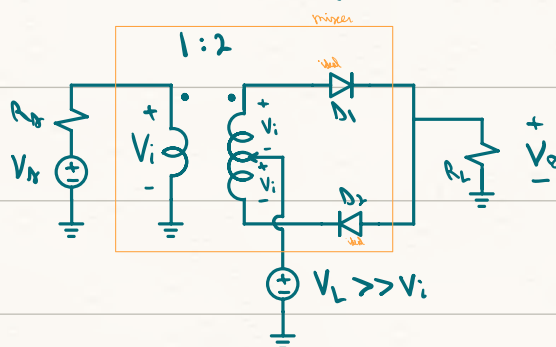 mixer
1:2
ideal
D1
Rs
Vs
+
Vi
-
+
Vi
-
+
Vi
-
D2
ideal
RL
+
Vo
-
+
-
VL >> Vi